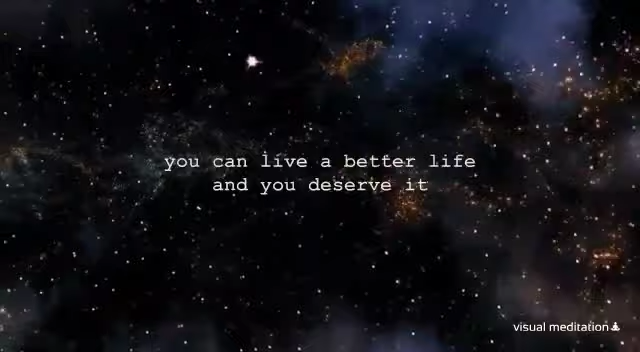 you can live a better life
and you deserve it
visual meditation